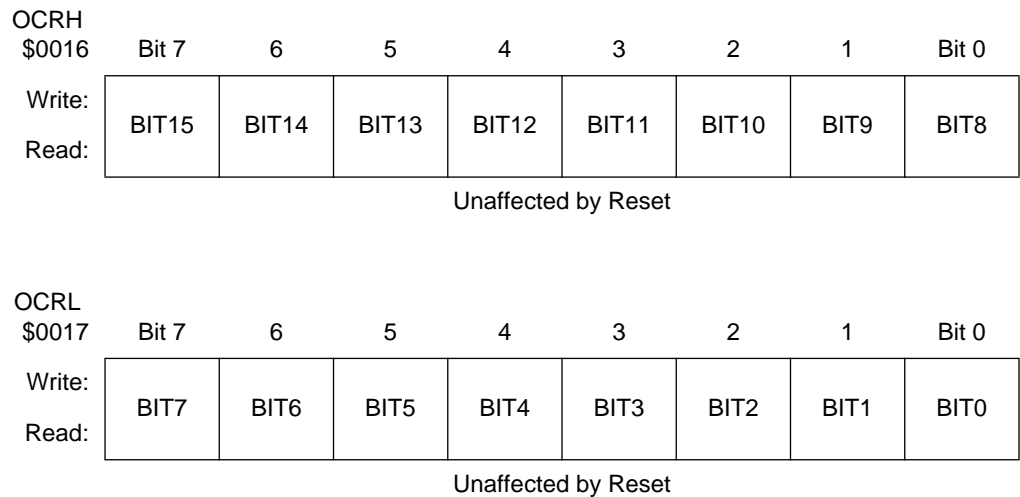 OCRH
$0016 Bit 7 6 5 4 3 2 1 Bit 0
Write:
BIT15 BIT14 BIT13 BIT12 BIT11 BIT10 BIT9 BIT8
Read:
Unaffected by Reset
OCRL
$0017 Bit 7 6 5 4 3 2 1 Bit 0
Write:
BIT7 BIT6 BIT5 BIT4 BIT3 BIT2 BIT1 BIT0
Read:
Unaffected by Reset